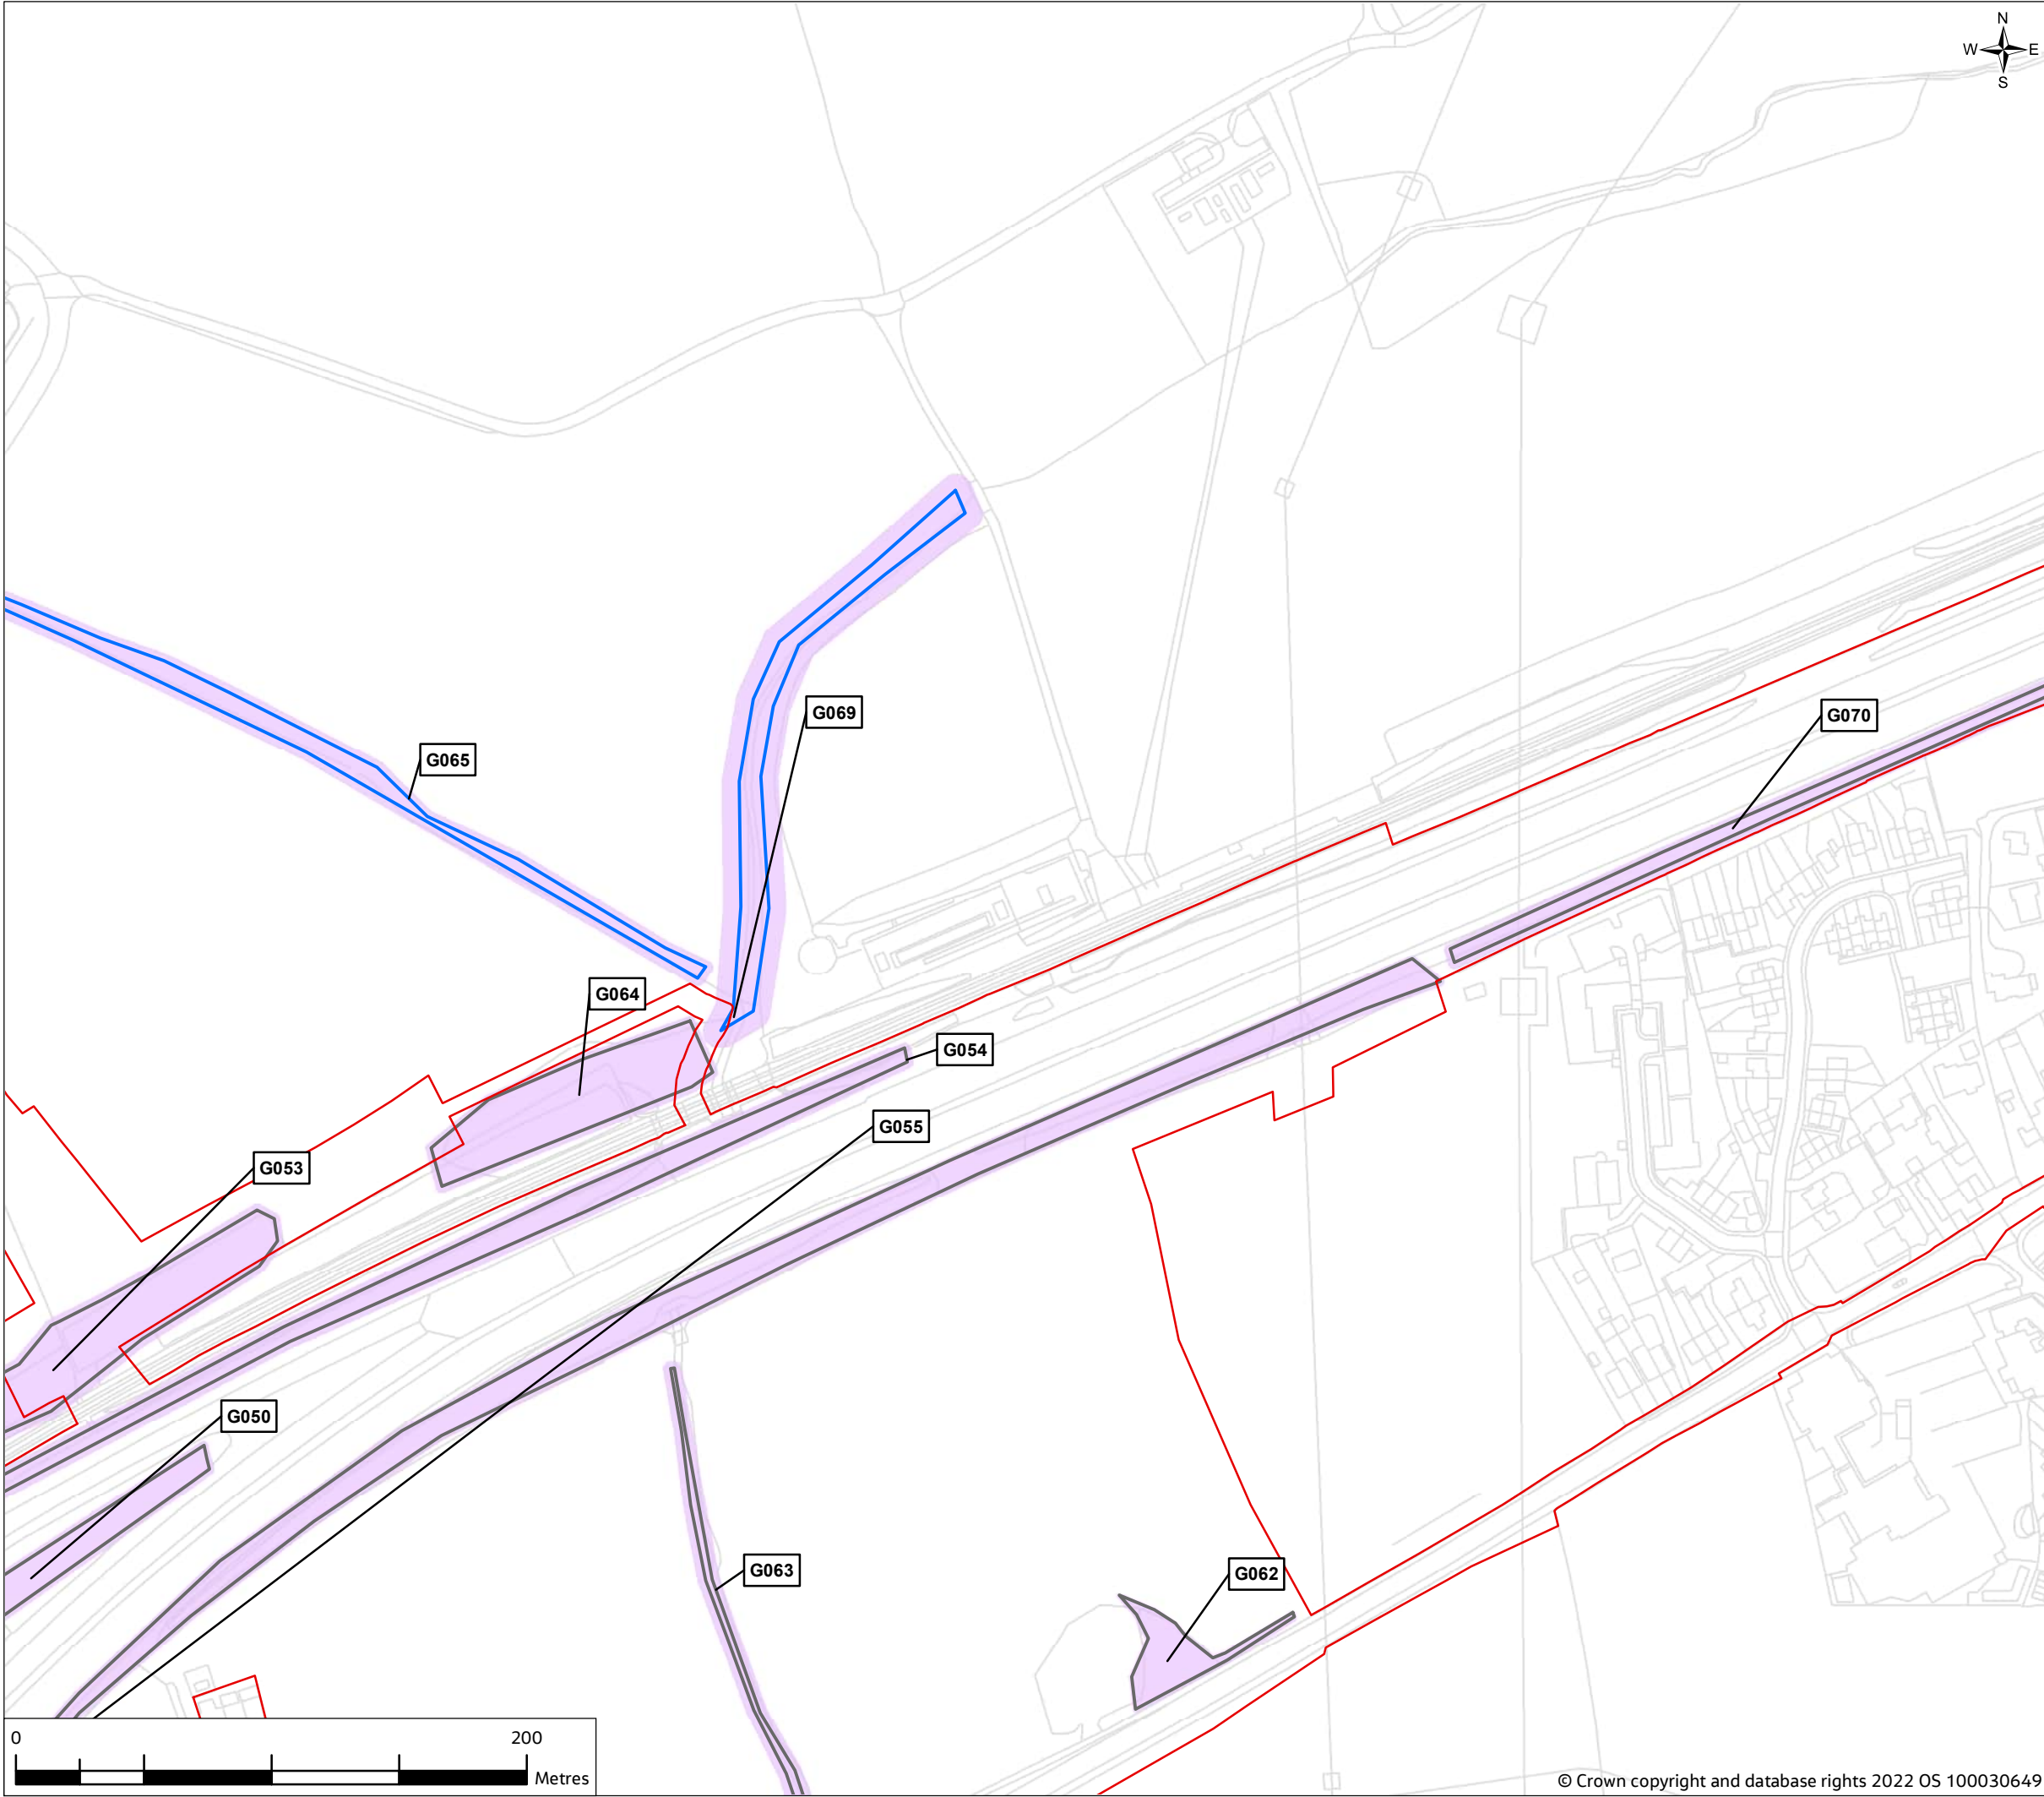 N
W E
S
G069
G070
G065
G064
G054
G055
G053
G050
G063
G062
0 200
Metres
© Crown copyright and database rights 2022 OS 100030649